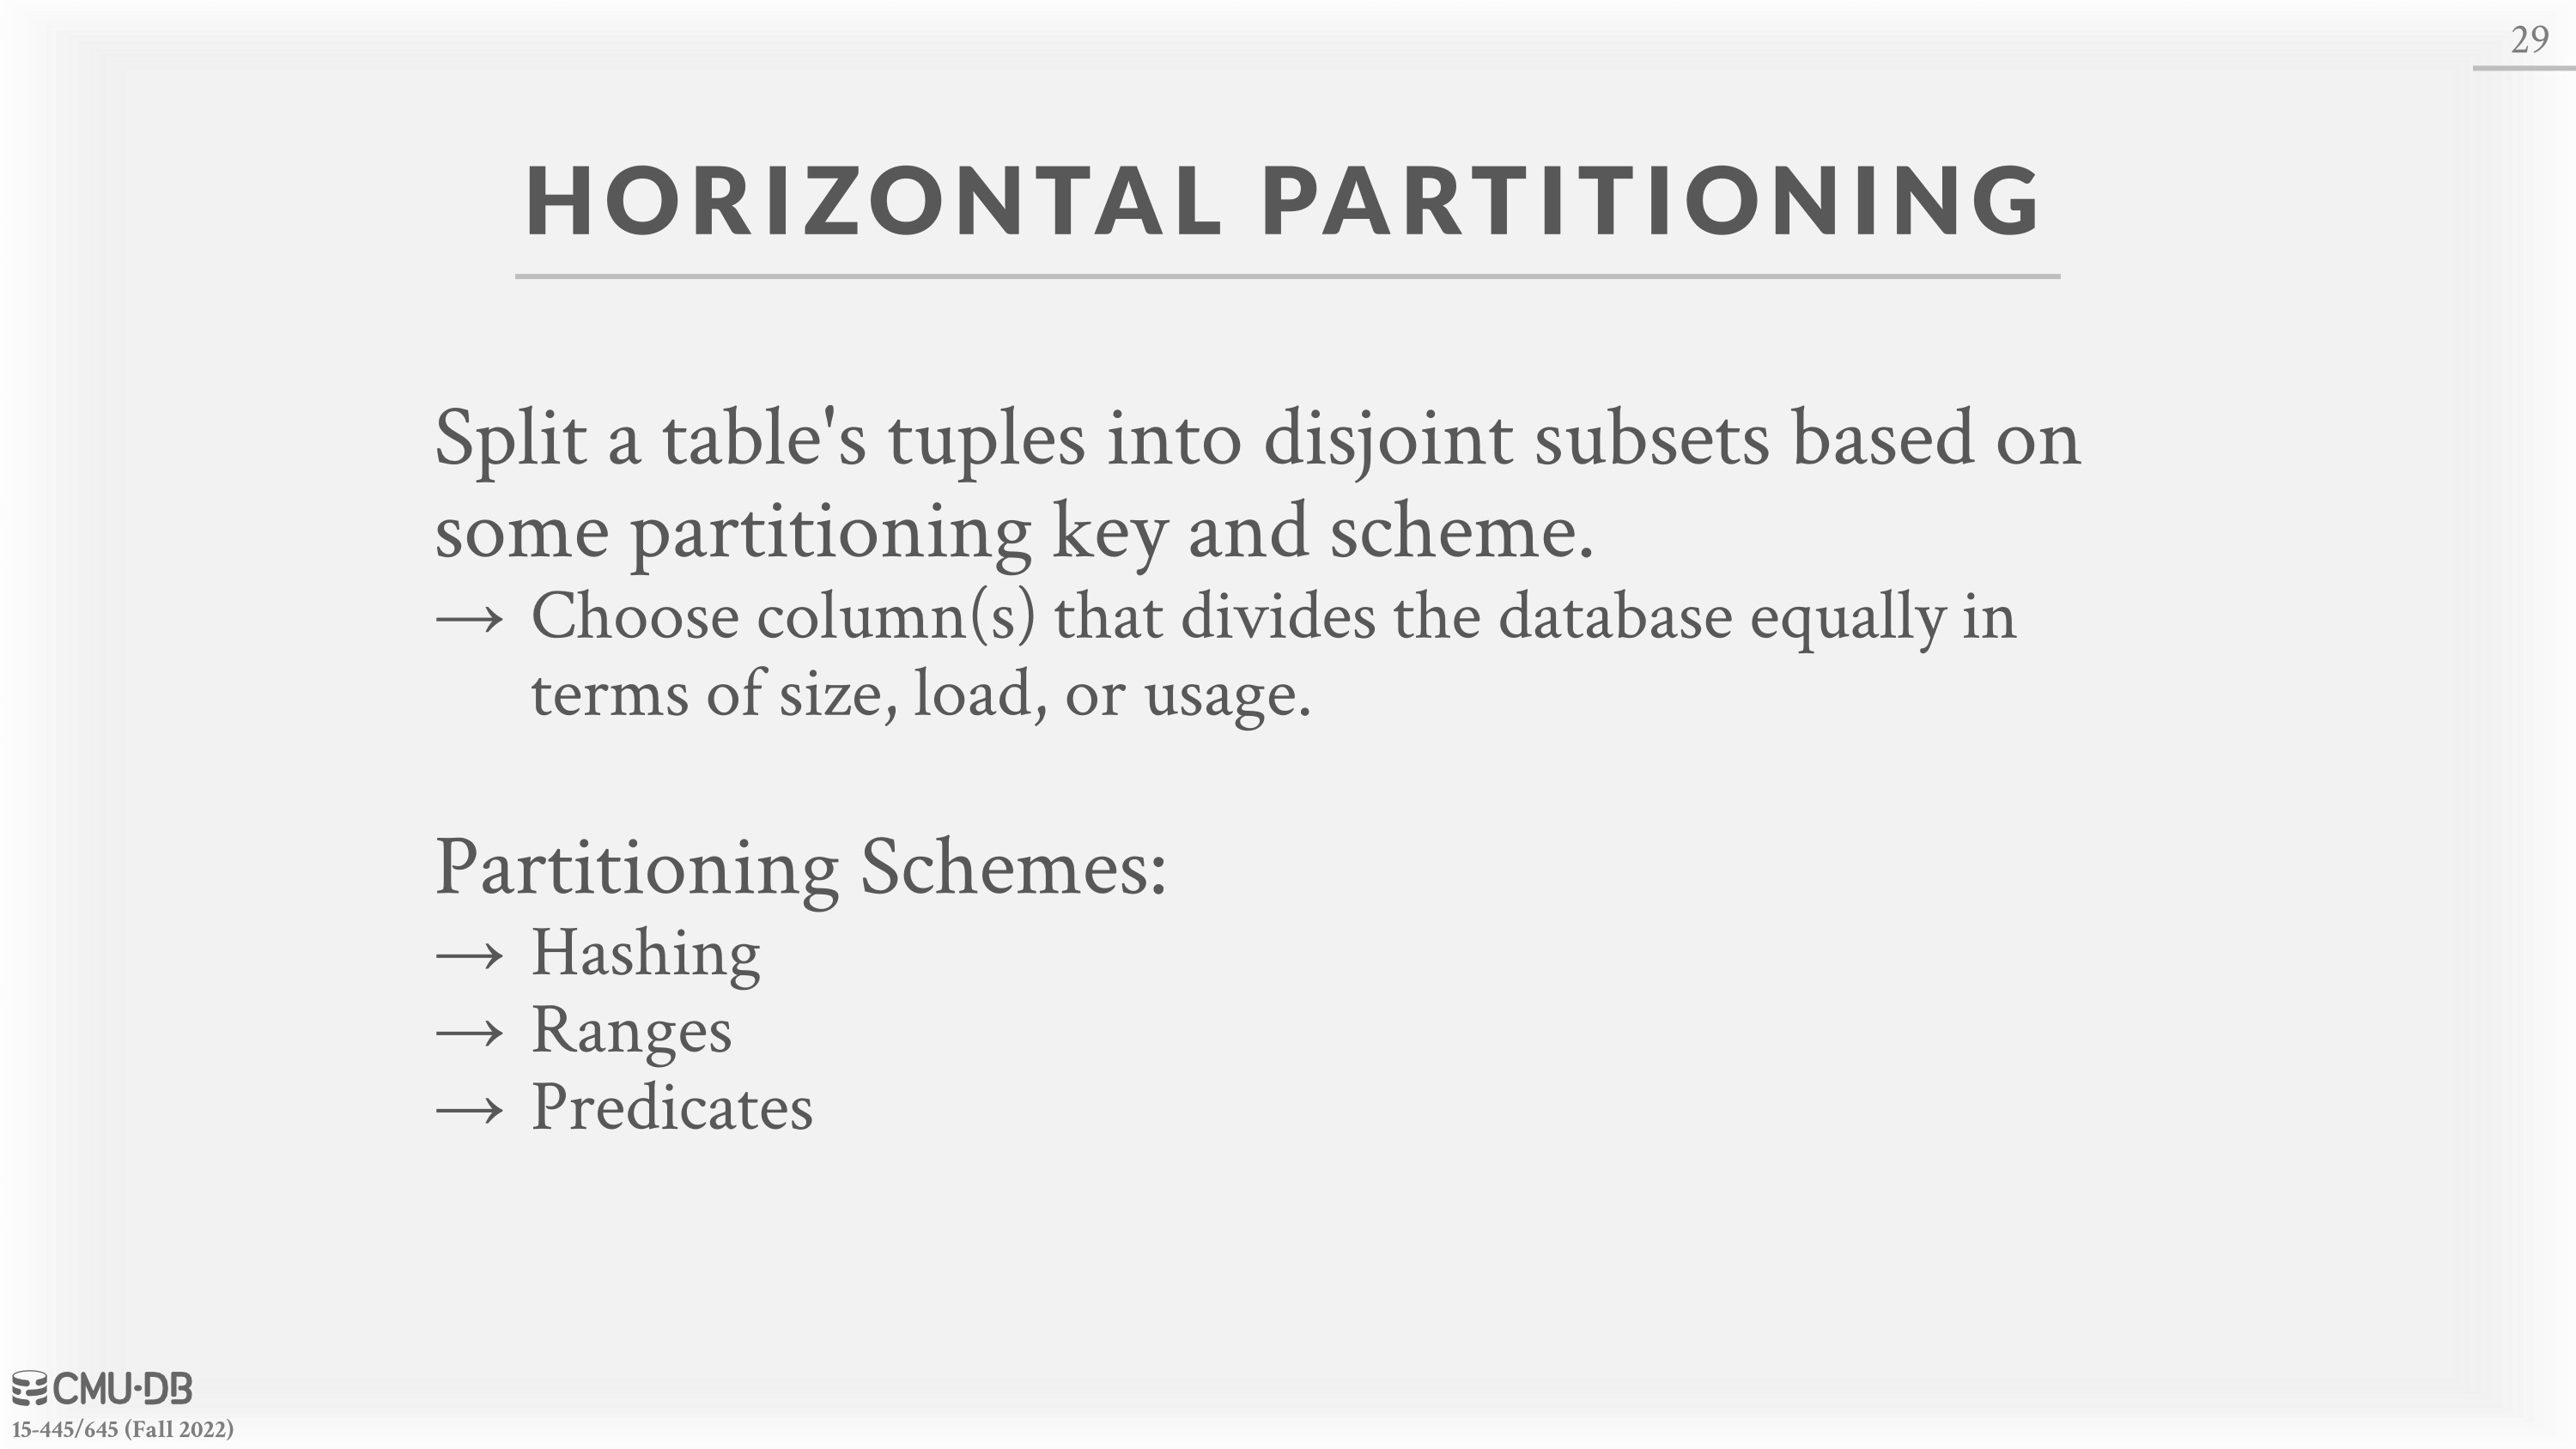 29
HORIZONTAL PARTITIONING
Split a table's tuples into disjoint subsets based on
some partitioning key and scheme.
→ Choose column(s) that divides the database equally in
terms of size, load, or usage.
Partitioning Schemes:
→ Hashing
→ Ranges
→ Predicates
CMU·DB
15-445/645 (Fall 2022)